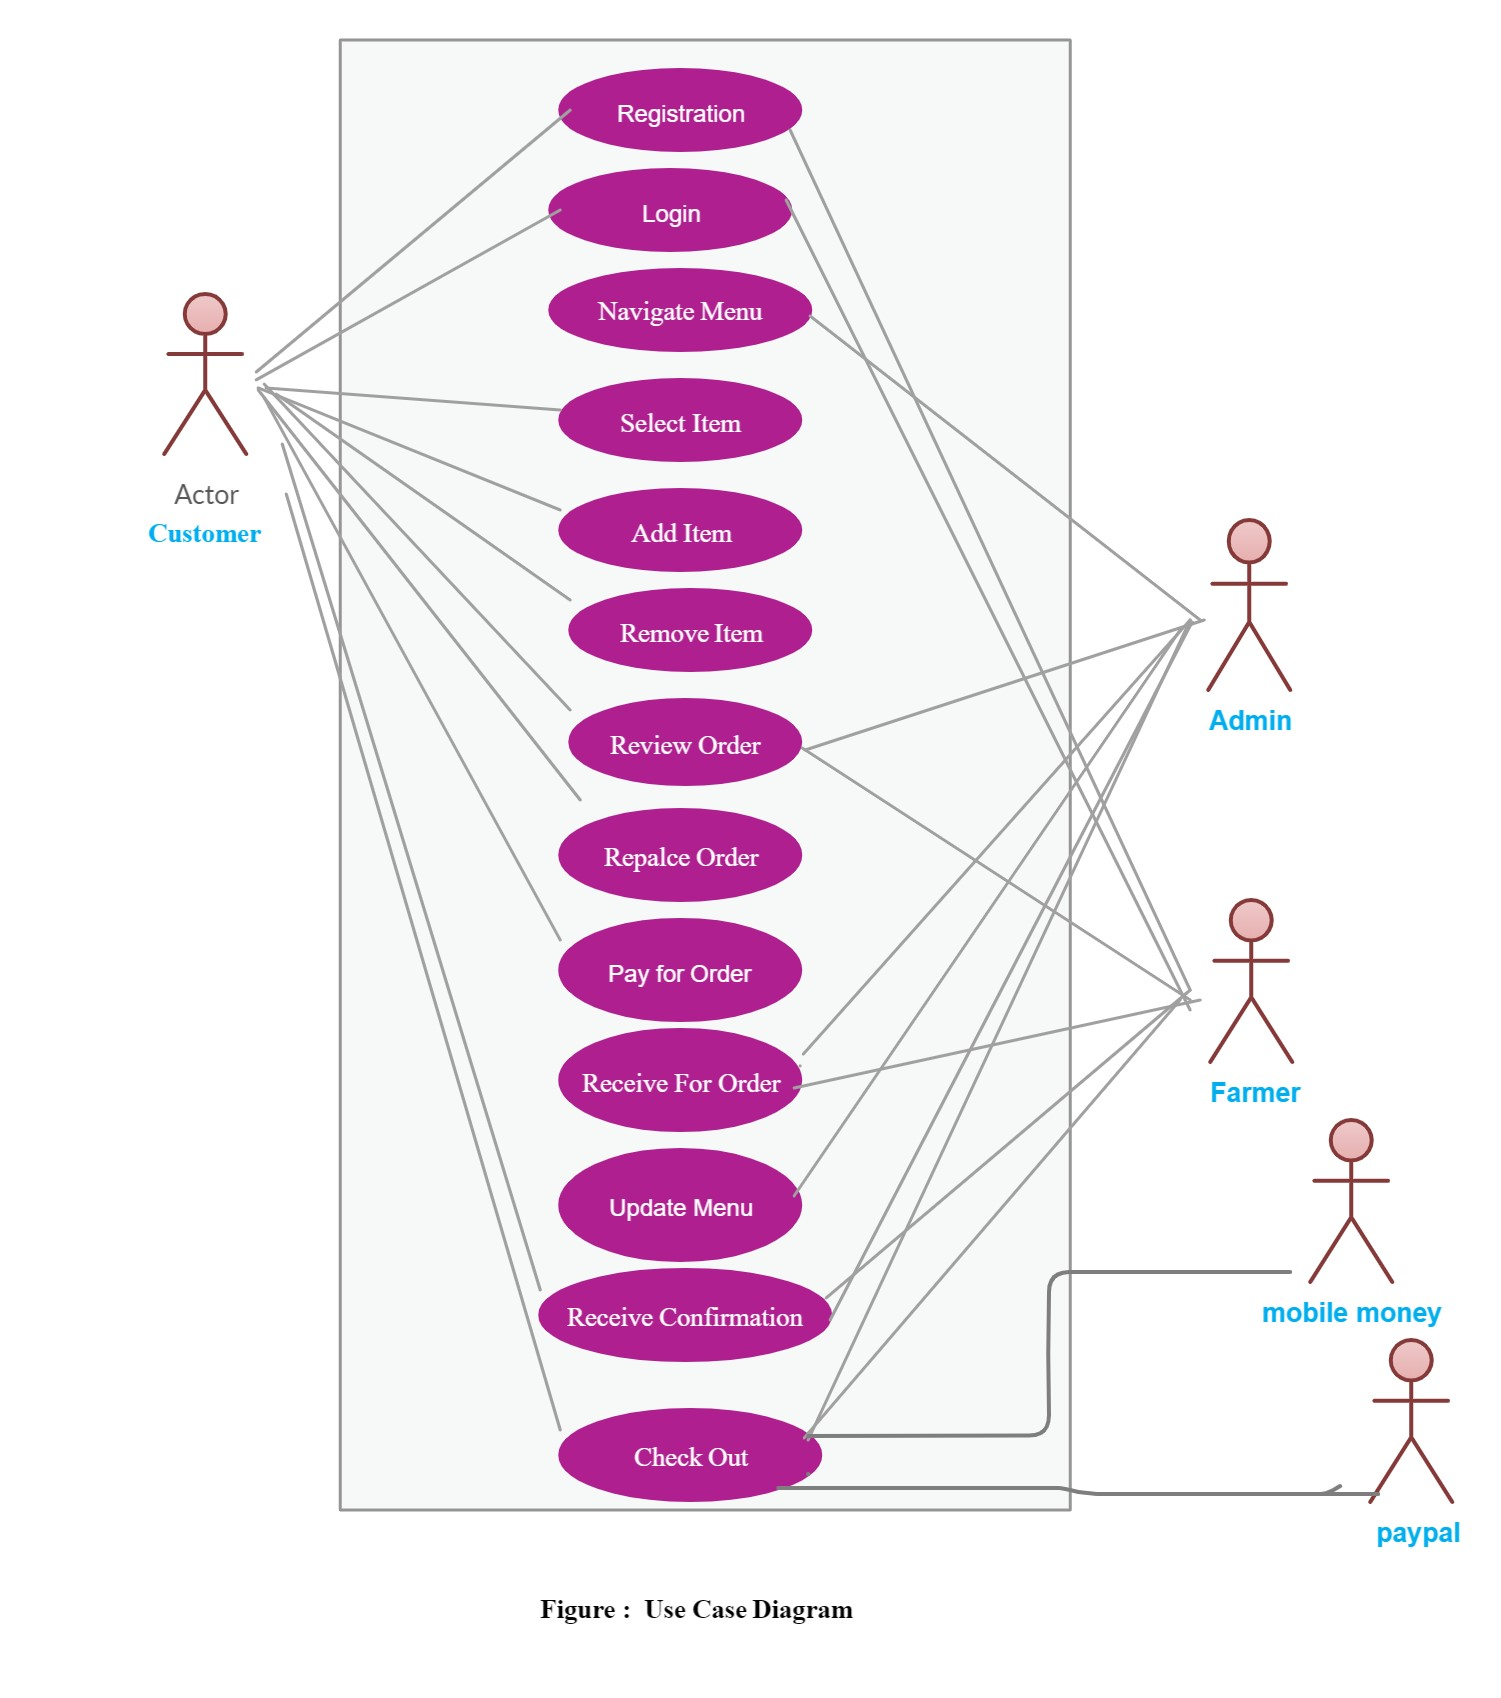 Registration
Login
Navigate Menu
Select Item
Actor
Customer
Add Item
Remove Item
Admin
Review Order
Repalce Order
Pay for Order
Receive For Order
Farmer
Update Menu
Receive Confirmation
mobile money
Check Out
paypal
Figure :  Use Case Diagram